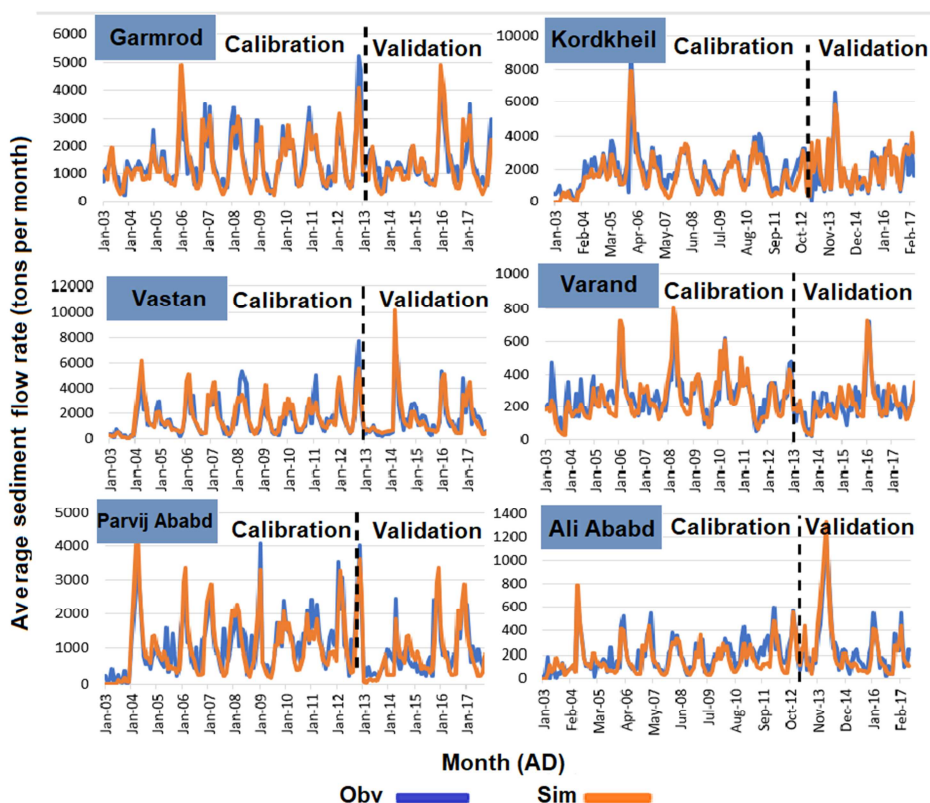 Average sediment flow rate (tons per month)
Garmrod
Calibration
Validation
6000
5000
4000
3000
2000
1000
0
Jan-03
Jan-04
Jan-05
Jan-06
Jan-07
Jan-08
Jan-09
Jan-10
Jan-11
Jan-12
Jan-13
Jan-14
Jan-15
Jan-16
Jan-17
Kordkheil
Calibration
Validation
10000
8000
6000
4000
2000
0
Jan-03
Feb-04
Mar-05
Apr-06
May-07
Jun-08
Jul-09
Aug-10
Sep-11
Oct-12
Nov-13
Dec-14
Jan-16
Feb-17
Vastan
Calibration
Validation
12000
10000
8000
6000
4000
2000
0
Jan-03
Jan-04
Jan-05
Jan-06
Jan-07
Jan-08
Jan-09
Jan-10
Jan-11
Jan-12
Jan-13
Jan-14
Jan-15
Jan-16
Jan-17
Varand
Calibration
Validation
1000
800
600
400
200
0
Jan-03
Jan-04
Jan-05
Jan-06
Jan-07
Jan-08
Jan-09
Jan-10
Jan-11
Jan-12
Jan-13
Jan-14
Jan-15
Jan-16
Jan-17
Parvij Ababd
Calibration
Validation
5000
4000
3000
2000
1000
0
Jan-03
Jan-04
Jan-05
Jan-06
Jan-07
Jan-08
Jan-09
Jan-10
Jan-11
Jan-12
Jan-13
Jan-14
Jan-15
Jan-16
Jan-17
Ali Ababd
Calibration
Validation
1400
1200
1000
800
600
400
200
0
Jan-03
Feb-04
Mar-05
Apr-06
May-07
Jun-08
Jul-09
Aug-10
Sep-11
Oct-12
Nov-13
Dec-14
Jan-16
Feb-17
Month (AD)
Obv
Sim